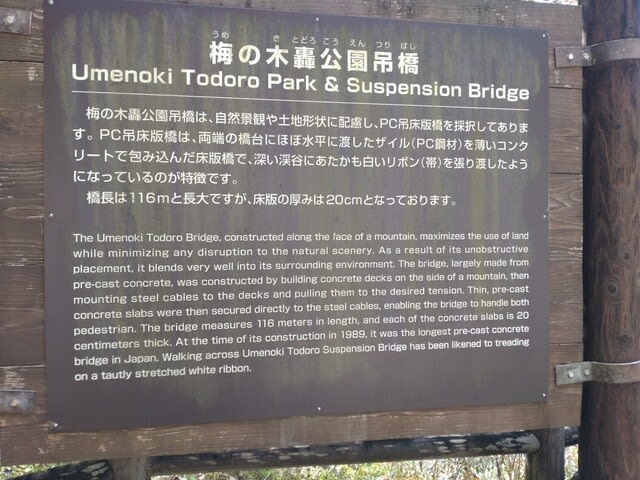 うめ き とどろ こう えん つり ばし
梅の木轟公園吊橋
Umenoki Todoro Park & Suspension Bridge
梅の木轟公園吊橋は、自然景観や土地形状に配慮し、PC吊床版橋を採択してありま
す。PC吊床版橋は、両端の橋台にほぼ水平に渡したザイル(PC鋼材)を薄いコンク
リートで包み込んだ床版橋で、深い渓谷にあたかも白いリボン(帯)を張り渡したよう
になっているのが特徴です。
橋長は116mと長大ですが、床版の厚みは20cmとなっております。
The Umenoki Todoro Bridge, constructed along the face of a mountain, maximizes the use of land
while minimizing any disruption to the natural scenery. As a result of its unobstructive
placement, it blends very well into its surrounding environment. The bridge, largely made from
pre-cast concrete, was constructed by building concrete decks on the side of a mountain, then
mounting steel cables to the decks and pulling them to the desired tension. Thin, pre-cast
concrete slabs were then secured directly to the steel cables, enabling the bridge to handle both
pedestrian. The bridge measures 116 meters in length, and each of the concrete slabs is 20
centimeters thick. At the time of its construction in 1989, it was the longest pre-cast concrete
bridge in Japan. Walking across Umenoki Todoro Suspension Bridge has been likened to treading
on a tautly stretched white ribbon.